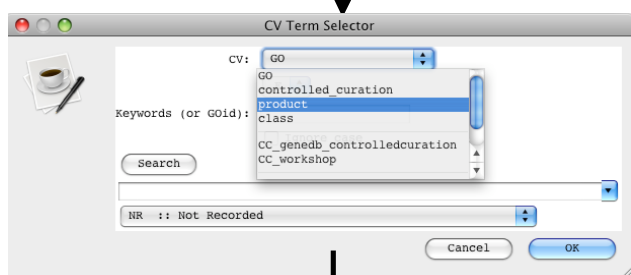 CV Term Selector
CV: GO
GO
controlled_curation
Keywords (or GOid): product
class
CC_genedb_controlledcuration
CC_workshop
Search
NR :: Not Recorded
Cancel OK